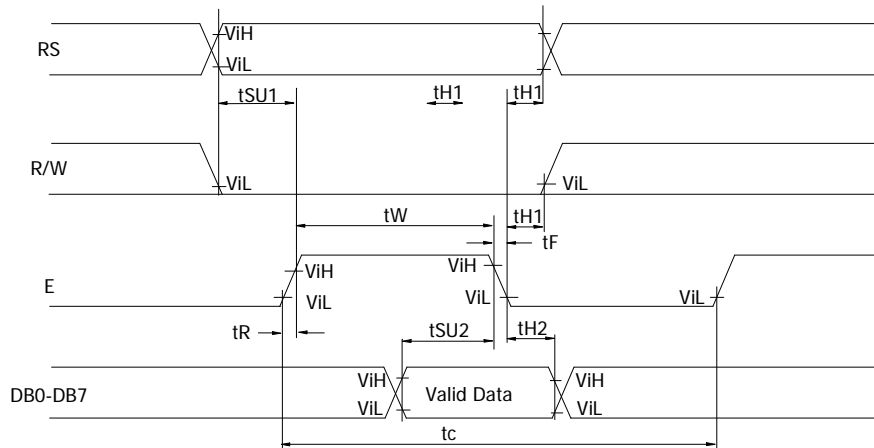 ViH
RS
ViL
tSU1 tH1 tH1
R/W
ViL ViL
tW tH1
tF
ViH ViH
E
ViL ViL ViL
tR tSU2 tH2
ViH Valid Data ViH
DB0-DB7
ViL ViL
tc